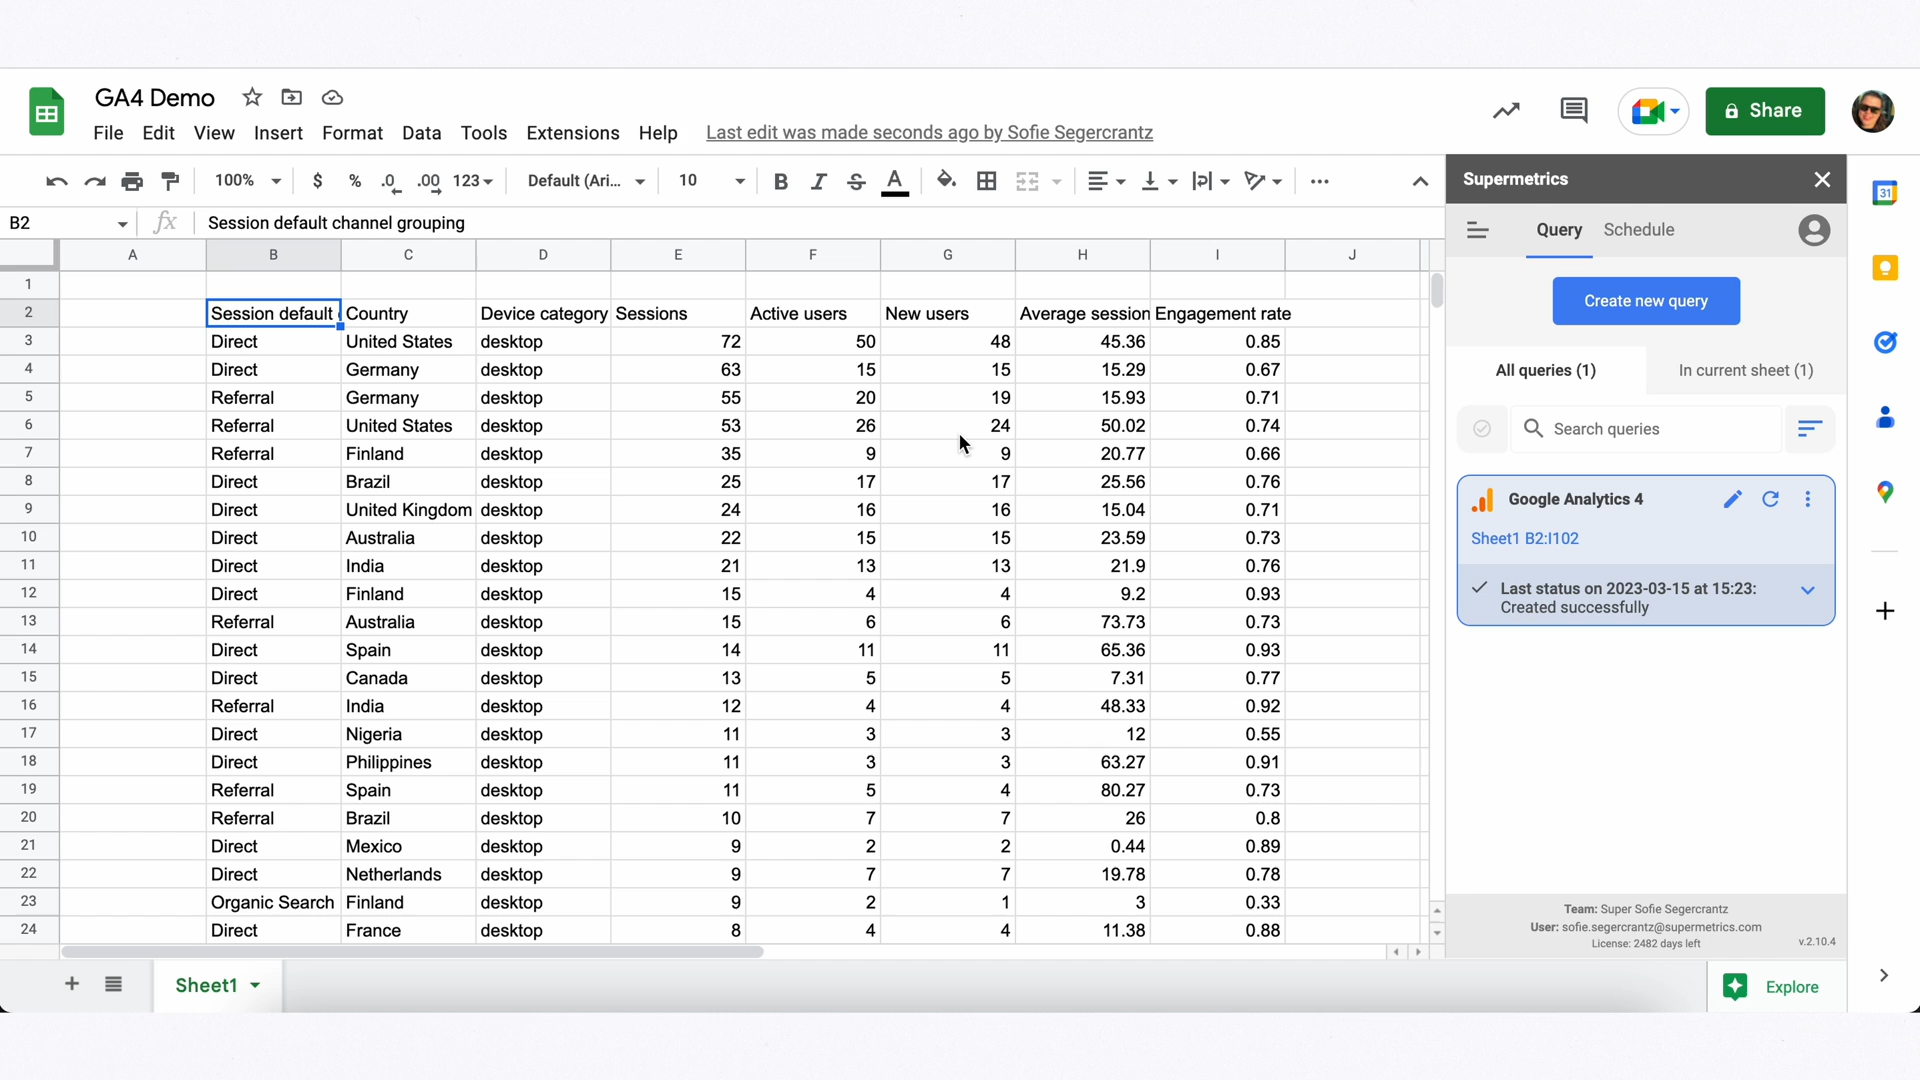 GA4 Demo
File Edit View Insert Format Data Tools Extensions Help Last edit was made seconds ago by Sofie Segercrantz
Share
100% $ % .0 .00 123 Default (Ari... 10 B I S A
B2 fx Session default channel grouping
A B C D E F G H I J
1
2 Session default Country Device category Sessions Active users New users Average session Engagement rate
3 Direct United States desktop 72 50 48 45.36 0.85
4 Direct Germany desktop 63 15 15 15.29 0.67
5 Referral Germany desktop 55 20 19 15.93 0.71
6 Referral United States desktop 53 26 24 50.02 0.74
7 Referral Finland desktop 35 9 9 20.77 0.66
8 Direct Brazil desktop 25 17 17 25.56 0.76
9 Direct United Kingdom desktop 24 16 16 15.04 0.71
10 Direct Australia desktop 22 15 15 23.59 0.73
11 Direct India desktop 21 13 13 21.9 0.76
12 Direct Finland desktop 15 4 4 9.2 0.93
13 Referral Australia desktop 15 6 6 73.73 0.73
14 Direct Spain desktop 14 11 11 65.36 0.93
15 Direct Canada desktop 13 5 5 7.31 0.77
16 Referral India desktop 12 4 4 48.33 0.92
17 Direct Nigeria desktop 11 3 3 12 0.55
18 Direct Philippines desktop 11 3 3 63.27 0.91
19 Referral Spain desktop 11 5 4 80.27 0.73
20 Referral Brazil desktop 10 7 7 26 0.8
21 Direct Mexico desktop 9 2 2 0.44 0.89
22 Direct Netherlands desktop 9 7 7 19.78 0.78
23 Organic Search Finland desktop 9 2 1 3 0.33
24 Direct France desktop 8 4 4 11.38 0.88
Sheet1
Explore
Supermetrics
Query Schedule
Create new query
All queries (1) In current sheet (1)
Search queries
Google Analytics 4
Sheet1 B2:I102
Last status on 2023-03-15 at 15:23:
Created successfully
Team: Super Sofie Segercrantz
User: sofie.segercrantz@supermetrics.com
License: 2482 days left
v.2.10.4
31